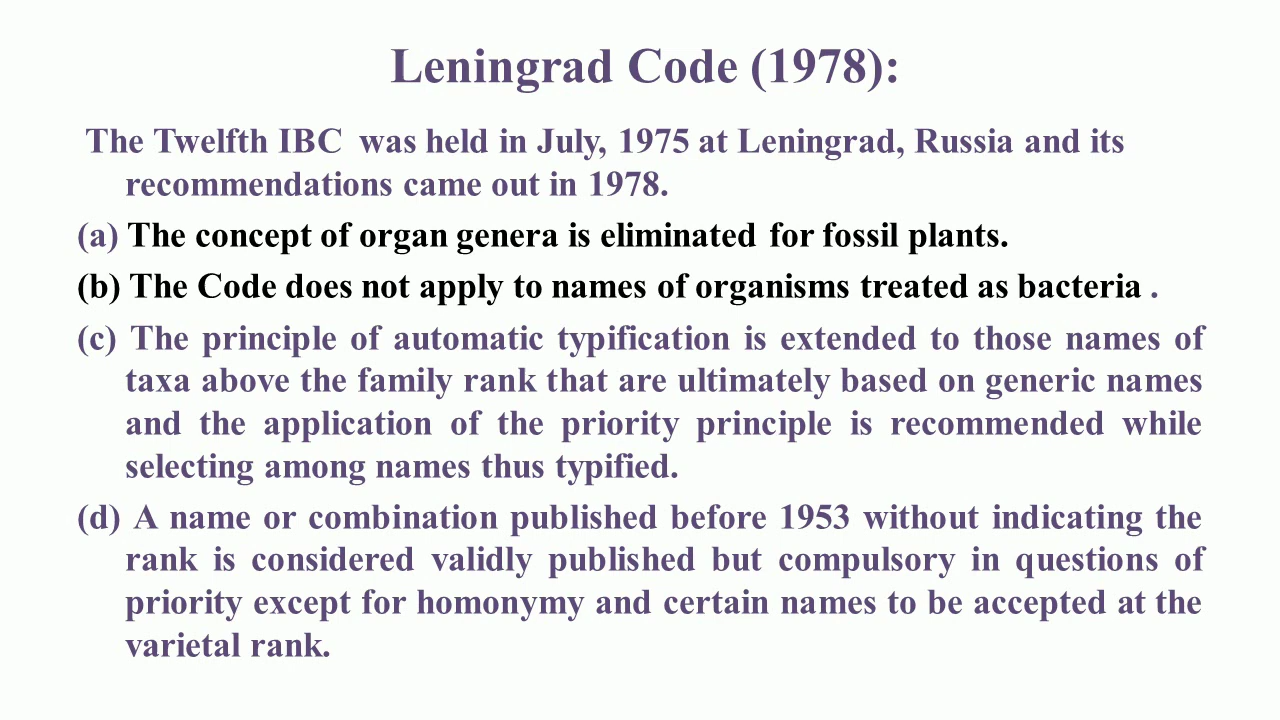 Leningrad Code (1978):
The Twelfth IBC was held in July, 1975 at Leningrad, Russia and its
recommendations came out in 1978.
(a) The concept of organ genera is eliminated for fossil plants.
(b) The Code does not apply to names of organisms treated as bacteria .
(c) The principle of automatic typification is extended to those names of
taxa above the family rank that are ultimately based on generic names
and the application of the priority principle is recommended while
selecting among names thus typified.
(d) A name or combination published before 1953 without indicating the
rank is considered validly published but compulsory in questions of
priority except for homonymy and certain names to be accepted at the
varietal rank.